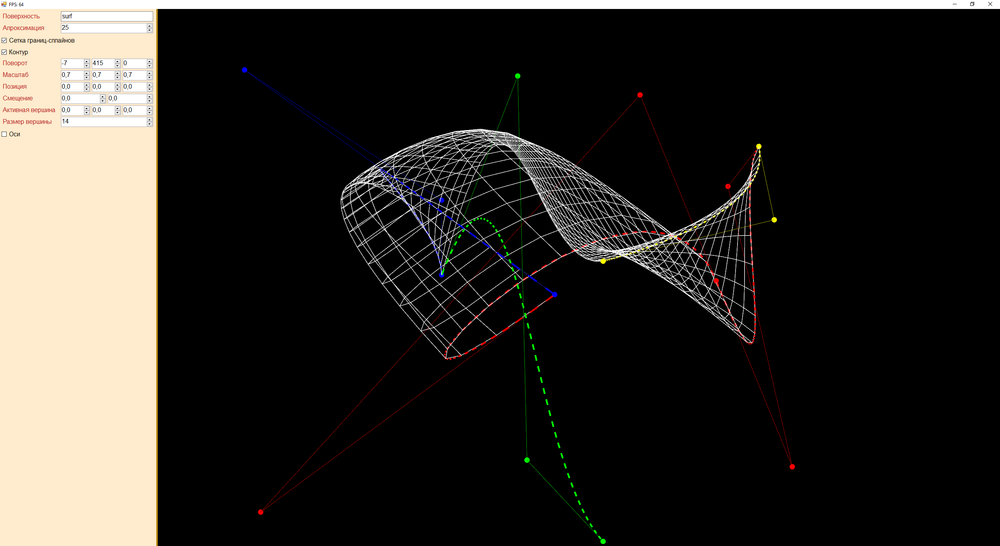 FPS: 64
Поверхность surf
Апроксимация 25
Сетка границ-сплайнов
Контур
Поворот -7 415 0
Масштаб 0,7 0,7 0,7
Позиция 0,0 0,0 0,0
Смещение 0,0 0,0
Активная вершина 0,0 0,0 0,0
Размер вершины 14
Оси